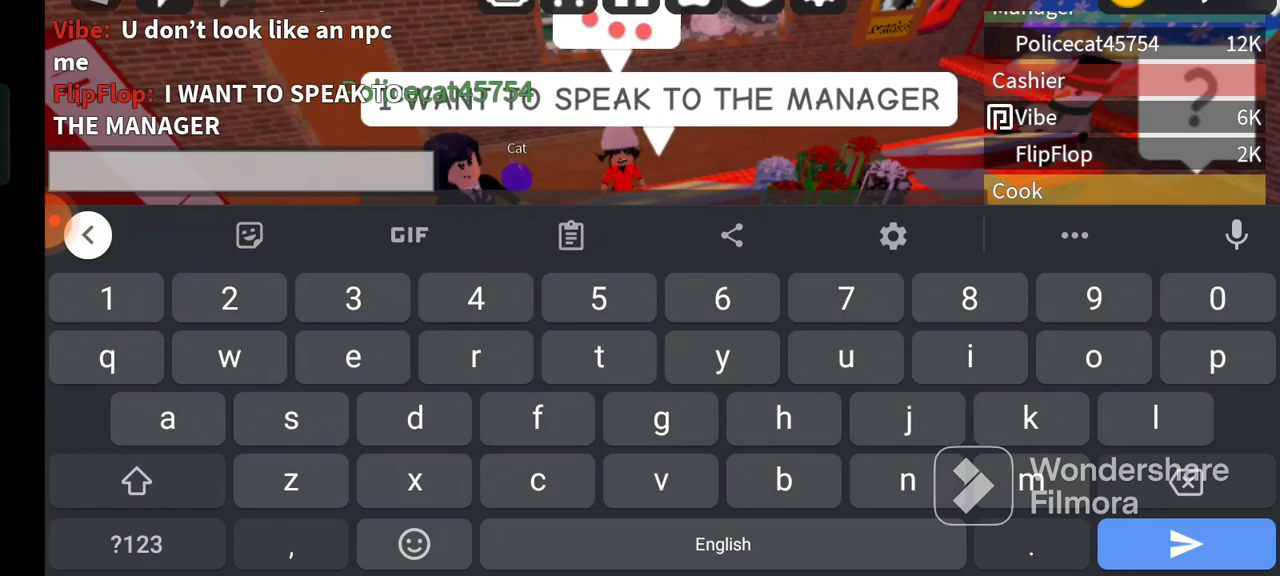 Vibe: U don't look like an npc
me
FlipFlop: I WANT TO SPEAK TO
THE MANAGER
Policecat45754
I WANT TO SPEAK TO THE MANAGER
Cat
Manager
Policecat45754 12K
Cashier
?
Vibe 6K
FlipFlop 2K
Cook
GIF
1 2 3 4 5 6 7 8 9 0
q w e r t y u i o p
a s d f g h j k l
z x c v b n m
Wondershare
Filmora
?123 , English .